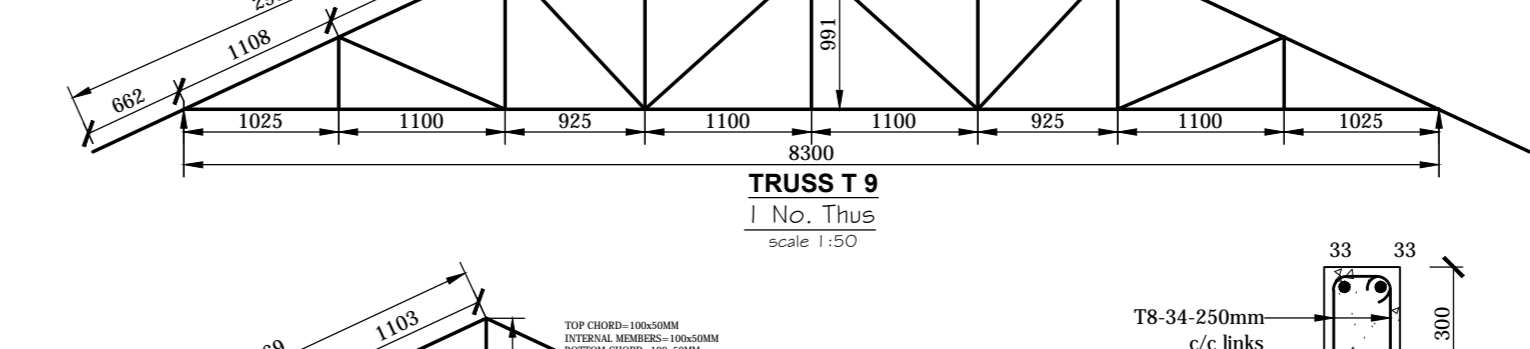 1108
662
991
1025 1100 925 1100 1100 925 1100 1025
8300
TRUSS T 9
1 No. Thus
scale 1:50
1103
TOP CHORD=100x50MM
INTERNAL MEMBERS=100x50MM
33 33
T8-34-250mm
c/c links
300